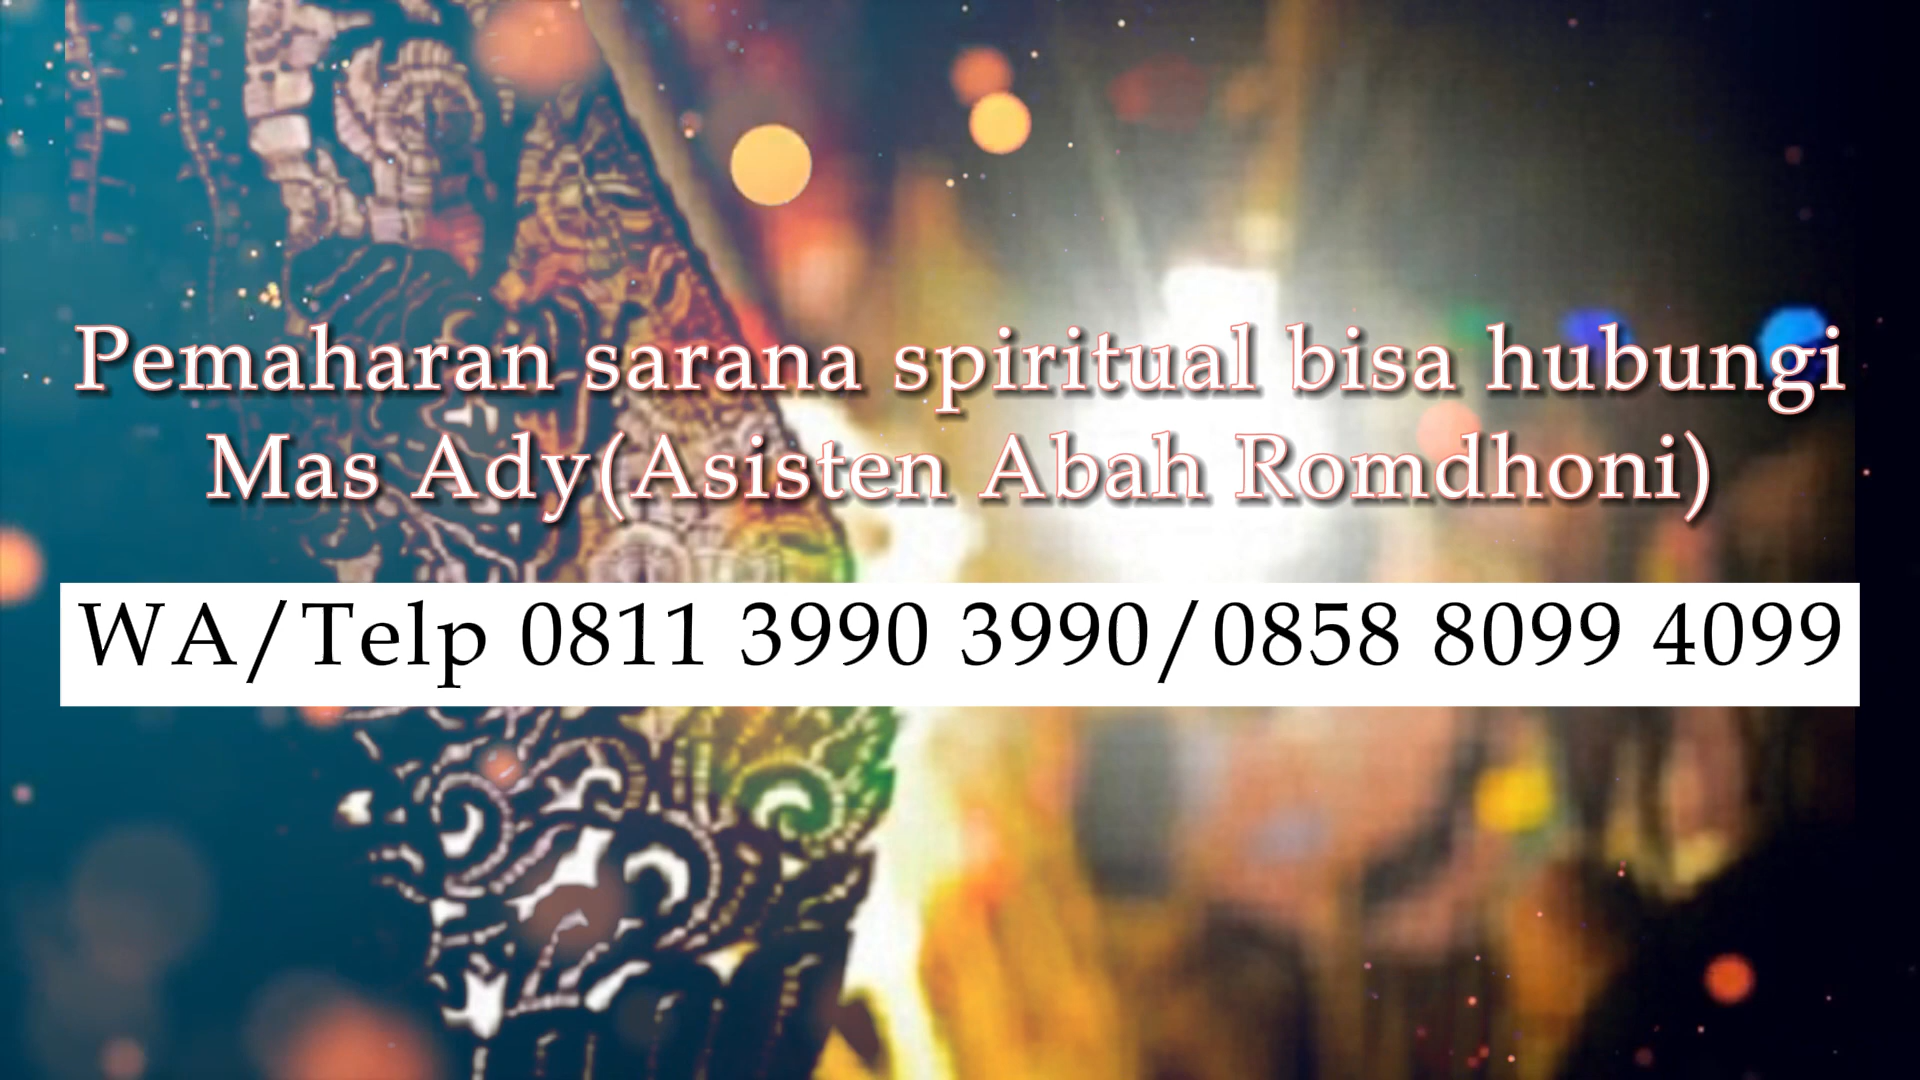 Pemaharan sarana spiritual bisa hubungi
Mas Ady(Asisten Abah Romdhoni)
WA/Telp 0811 3990 3990/0858 8099 4099